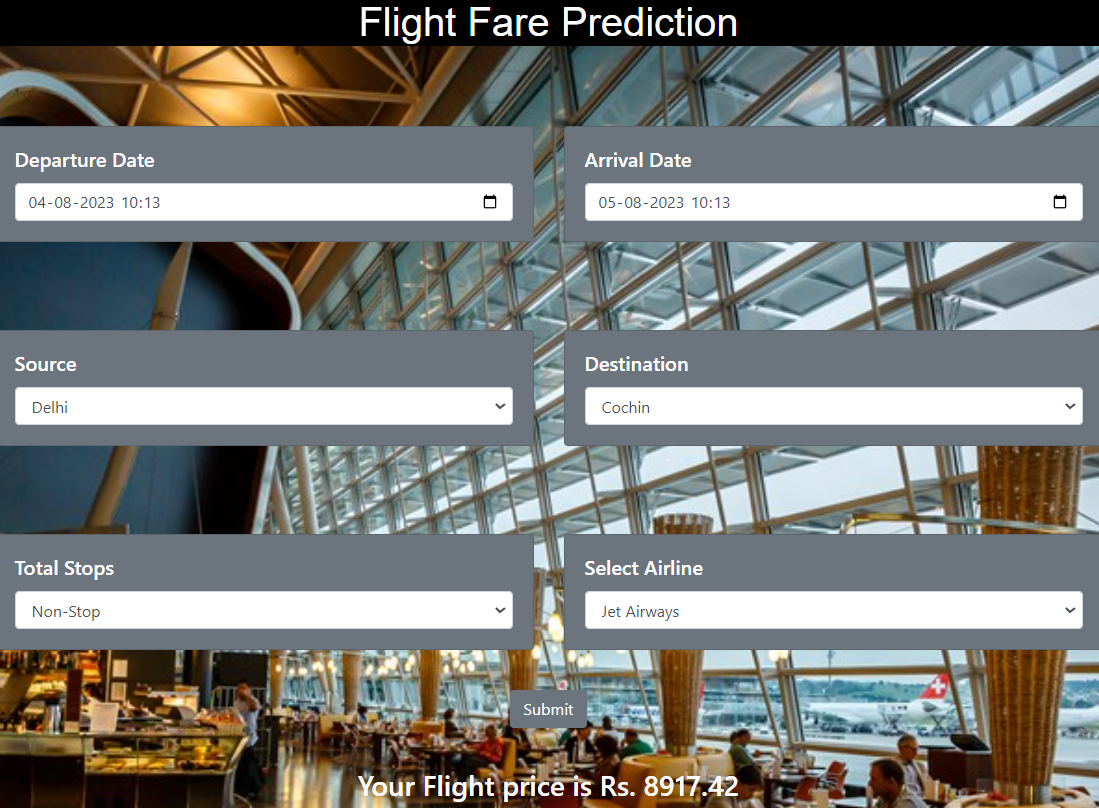 Flight Fare Prediction
Departure Date
Arrival Date
04-08-2023 10:13
05-08-2023 10:13
Source
Destination
Delhi
Cochin
Total Stops
Select Airline
Non-Stop
Jet Airways
Submit
Your Flight price is Rs. 8917.42